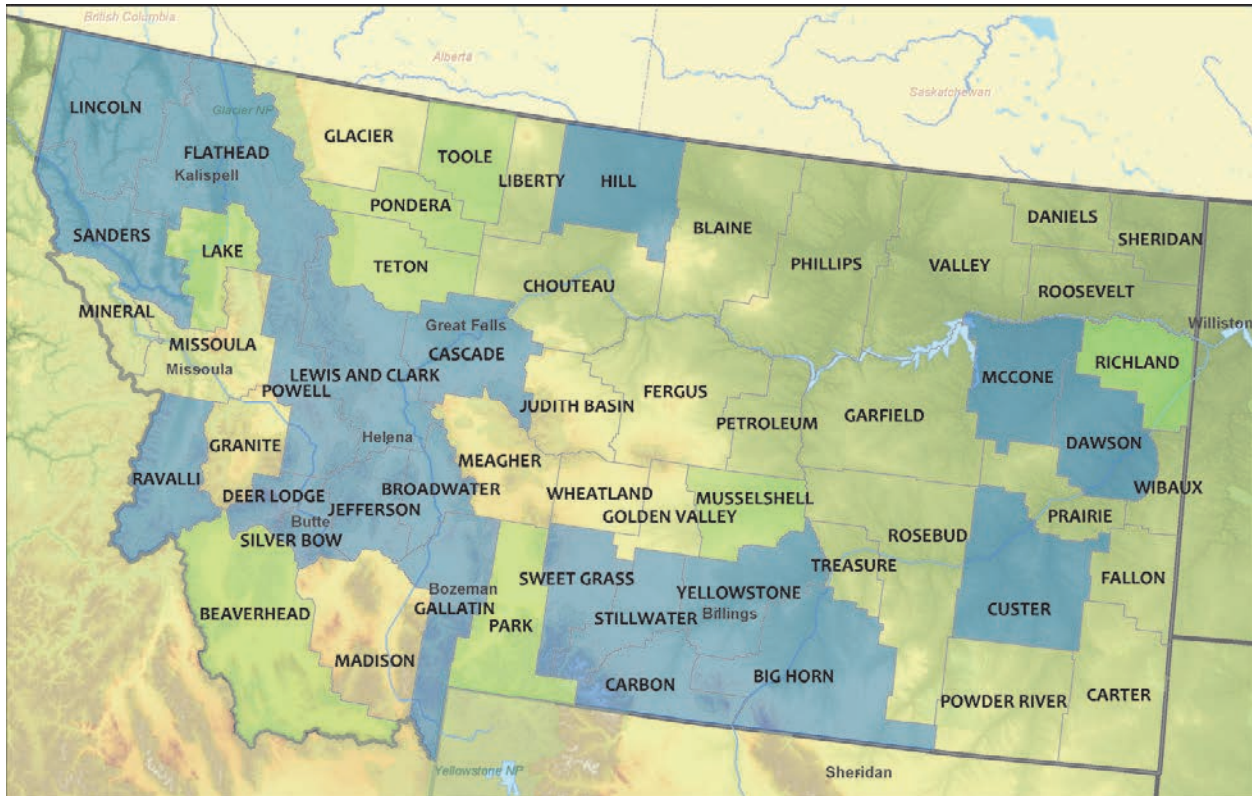 British Columbia
Alberta
Saskatchewan
LINCOLN
Glacier NP
GLACIER
FLATHEAD
Kalispell
TOOLE
LIBERTY
HILL
PONDERA
BLAINE
DANIELS
SHERIDAN
SANDERS
LAKE
TETON
CHOUTEAU
PHILLIPS
VALLEY
ROOSEVELT
MINERAL
MISSOULA
Missoula
Great Falls
CASCADE
Williston
RICHLAND
LEWIS AND CLARK
POWELL
JUDITH BASIN
FERGUS
PETROLEUM
GARFIELD
MCCONE
DAWSON
GRANITE
Helena
MEAGHER
RAVALLI
DEER LODGE
BROADWATER
JEFFERSON
WHEATLAND
MUSSELSHELL
GOLDEN VALLEY
WIBAUX
PRAIRIE
Butte
SILVER BOW
ROSEBUD
TREASURE
FALLON
SWEET GRASS
Bozeman
GALLATIN
YELLOWSTONE
Billings
STILLWATER
CUSTER
BEAVERHEAD
PARK
MADISON
CARBON
BIG HORN
POWDER RIVER
CARTER
Yellowstone NP
Sheridan